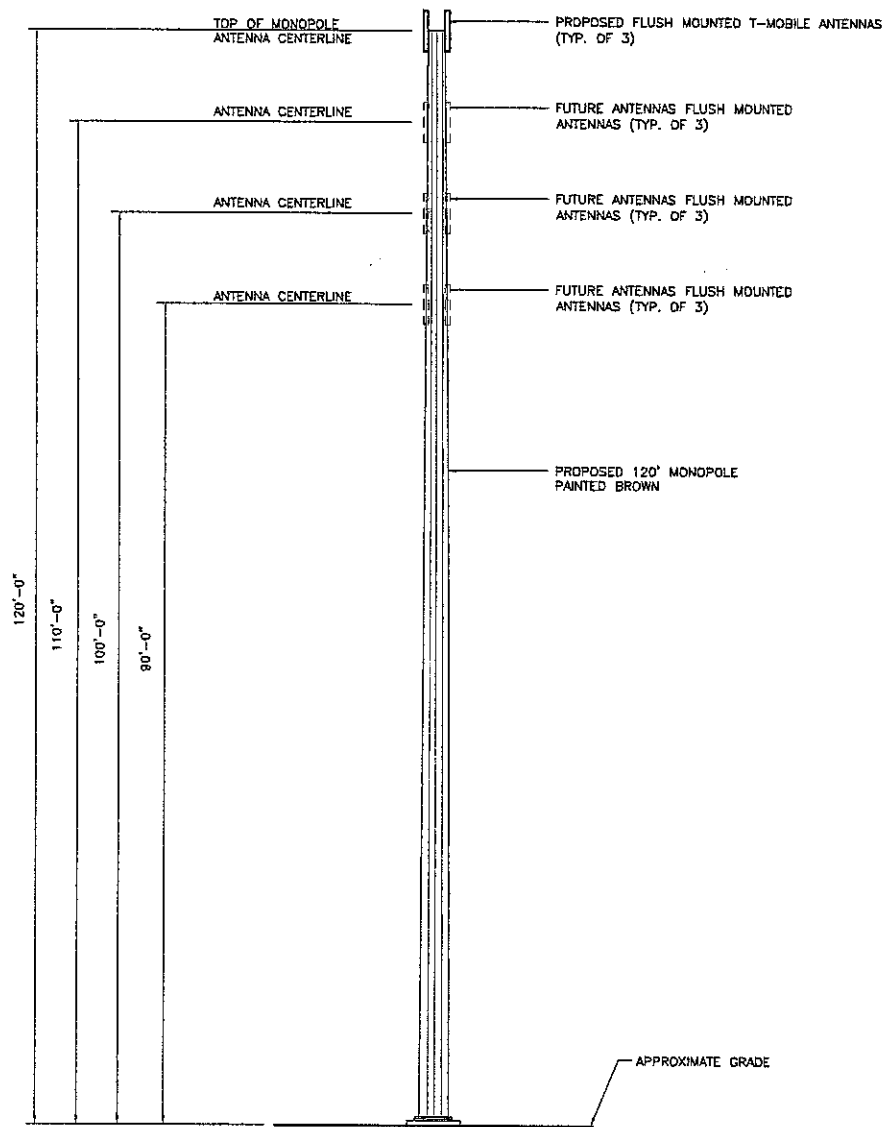 TOP OF MONOPOLE
ANTENNA CENTERLINE
PROPOSED FLUSH MOUNTED T-MOBILE ANTENNAS
(TYP. OF 3)
ANTENNA CENTERLINE
FUTURE ANTENNAS FLUSH MOUNTED
ANTENNAS (TYP. OF 3)
ANTENNA CENTERLINE
FUTURE ANTENNAS FLUSH MOUNTED
ANTENNAS (TYP. OF 3)
ANTENNA CENTERLINE
FUTURE ANTENNAS FLUSH MOUNTED
ANTENNAS (TYP. OF 3)
PROPOSED 120' MONOPOLE
PAINTED BROWN
120'-0"
110'-0"
100'-0"
90'-0"
APPROXIMATE GRADE